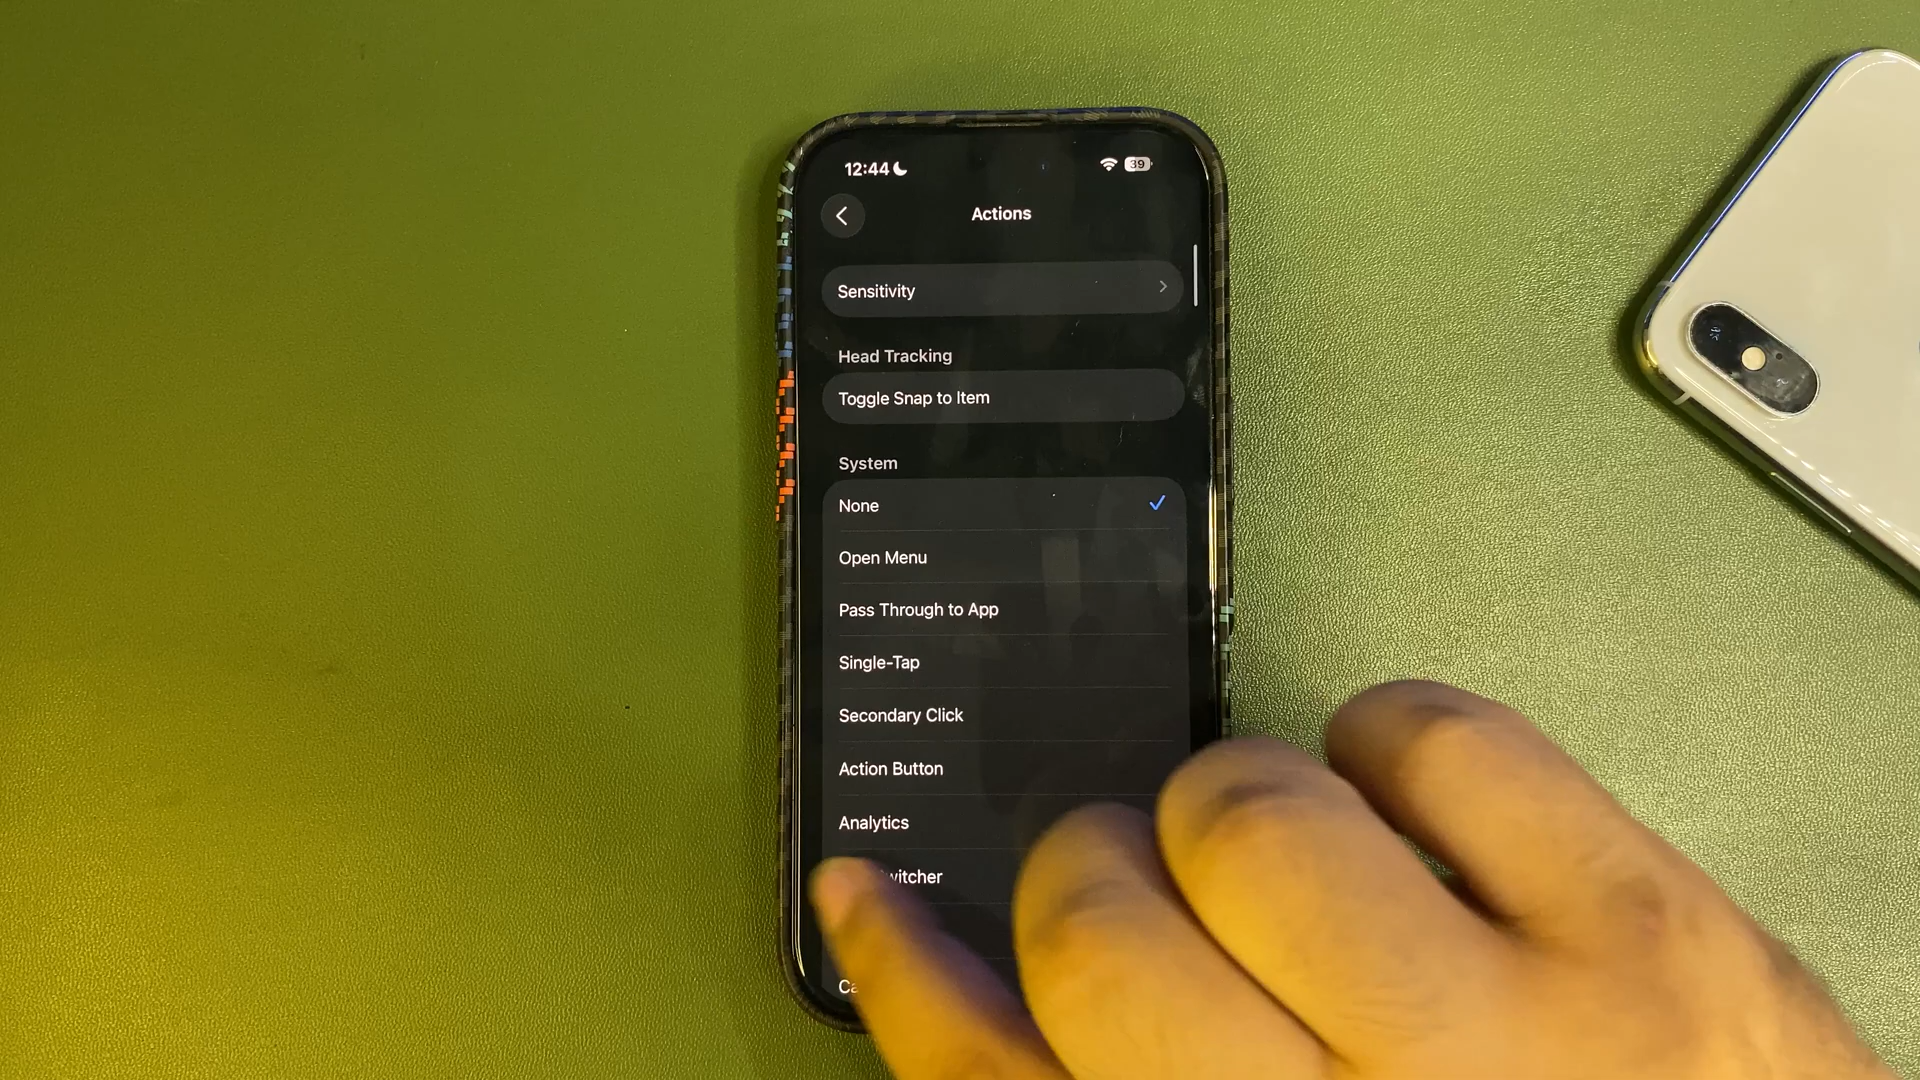 12:44
39
Actions
Sensitivity
Head Tracking
Toggle Snap to Item
System
None
Open Menu
Pass Through to App
Single-Tap
Secondary Click
Action Button
Analytics